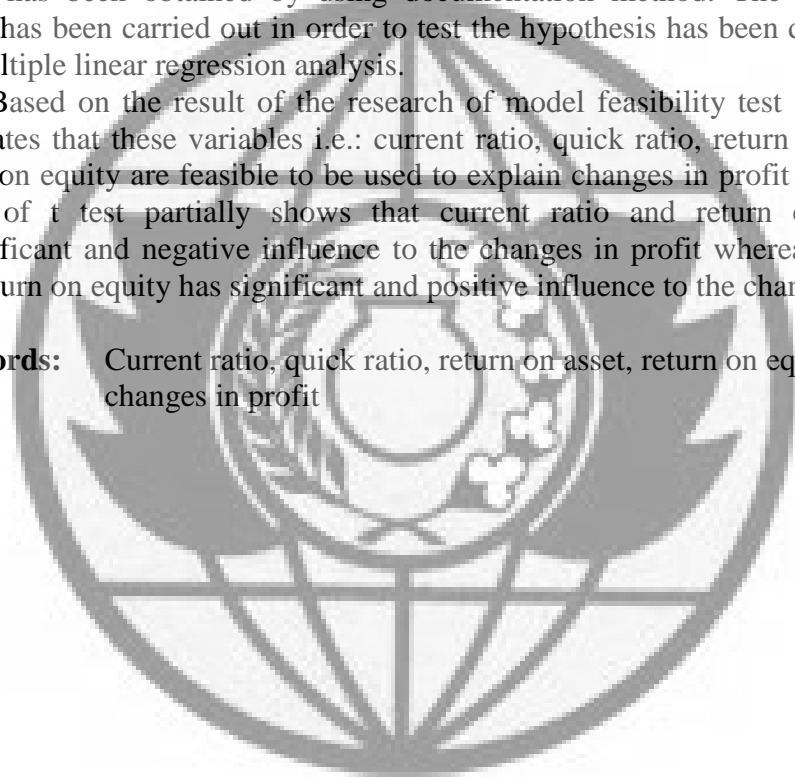 has been obtained by using documentation method. The
has been carried out in order to test the hypothesis has been
ltiple linear regression analysis.
Based on the result of the research of model feasibility test
ates that these variables i.e.: current ratio, quick ratio, return
on equity are feasible to be used to explain changes in profit
of t test partially shows that current ratio and return
ficant and negative influence to the changes in profit wherea
turn on equity has significant and positive influence to the chan
ords: Current ratio, quick ratio, return on asset, return on eq
changes in profit